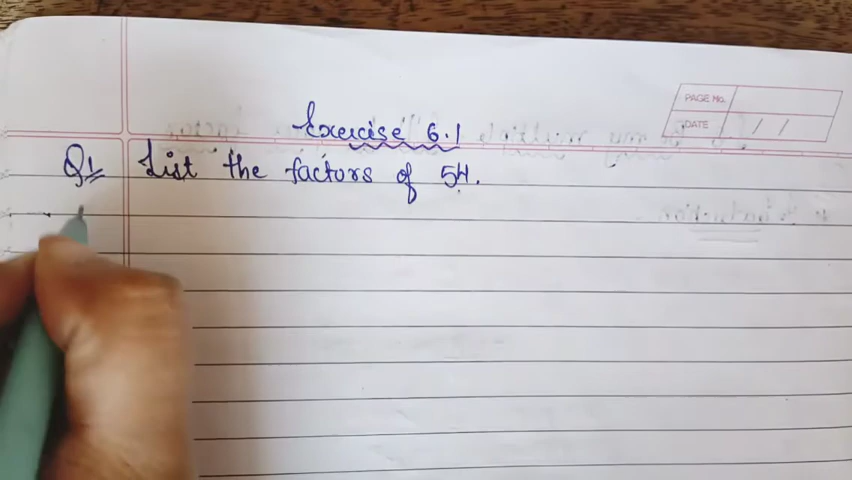 PAGE No.
DATE / /
Exercise 6.1
Q1 List the factors of 54.